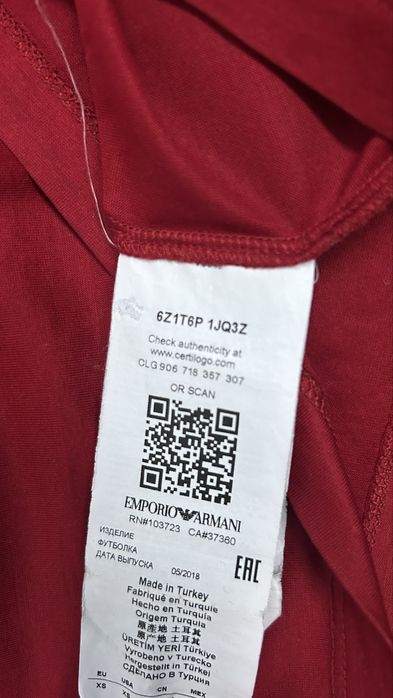 6Z1T6P 1JQ3Z
Check authenticity at
www.certilogo.com
CLG 906 718 357 307
OR SCAN
EMPORIO ARMANI
RN#103723 CA#37360
ИЗДЕЛИЕ
ФУТБОЛКА
ДАТА ВЫПУСКА 05/2018
EAC
Made in Turkey
Fabriqué en Turquie
Hecho en Turquía
Origem Turquia
原産地 土耳其
原产地 土耳其
ÜRETİM YERİ Türkiye
Vyrobeno v Turecko
Hergestellt in Türkei
СДЕЛАНО В Турция
EU USA CN MEX
XS XS